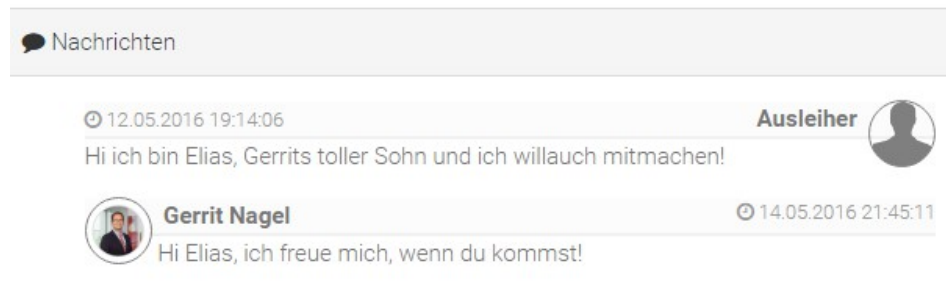 Nachrichten
12.05.2016 19:14:06 Ausleiher
Hi ich bin Elias, Gerrits toller Sohn und ich willauch mitmachen!
Gerrit Nagel 14.05.2016 21:45:11
Hi Elias, ich freue mich, wenn du kommst!